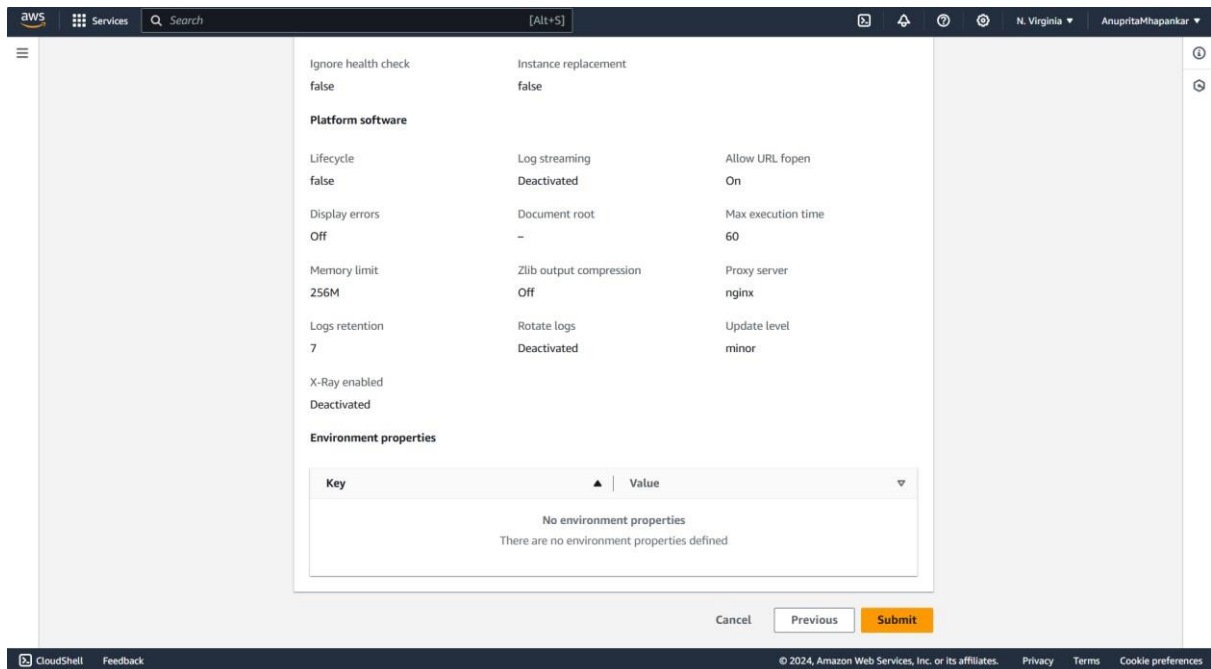 aws Services Search [Alt+S] N. Virginia AnupritaMhapankar
Ignore health check Instance replacement
false false
Platform software
Lifecycle Log streaming Allow URL fopen
false Deactivated On
Display errors Document root Max execution time
Off – 60
Memory limit Zlib output compression Proxy server
256M Off nginx
Logs retention Rotate logs Update level
7 Deactivated minor
X-Ray enabled
Deactivated
Environment properties
Key Value
No environment properties
There are no environment properties defined
Cancel Previous Submit
CloudShell Feedback © 2024, Amazon Web Services, Inc. or its affiliates. Privacy Terms Cookie preferences